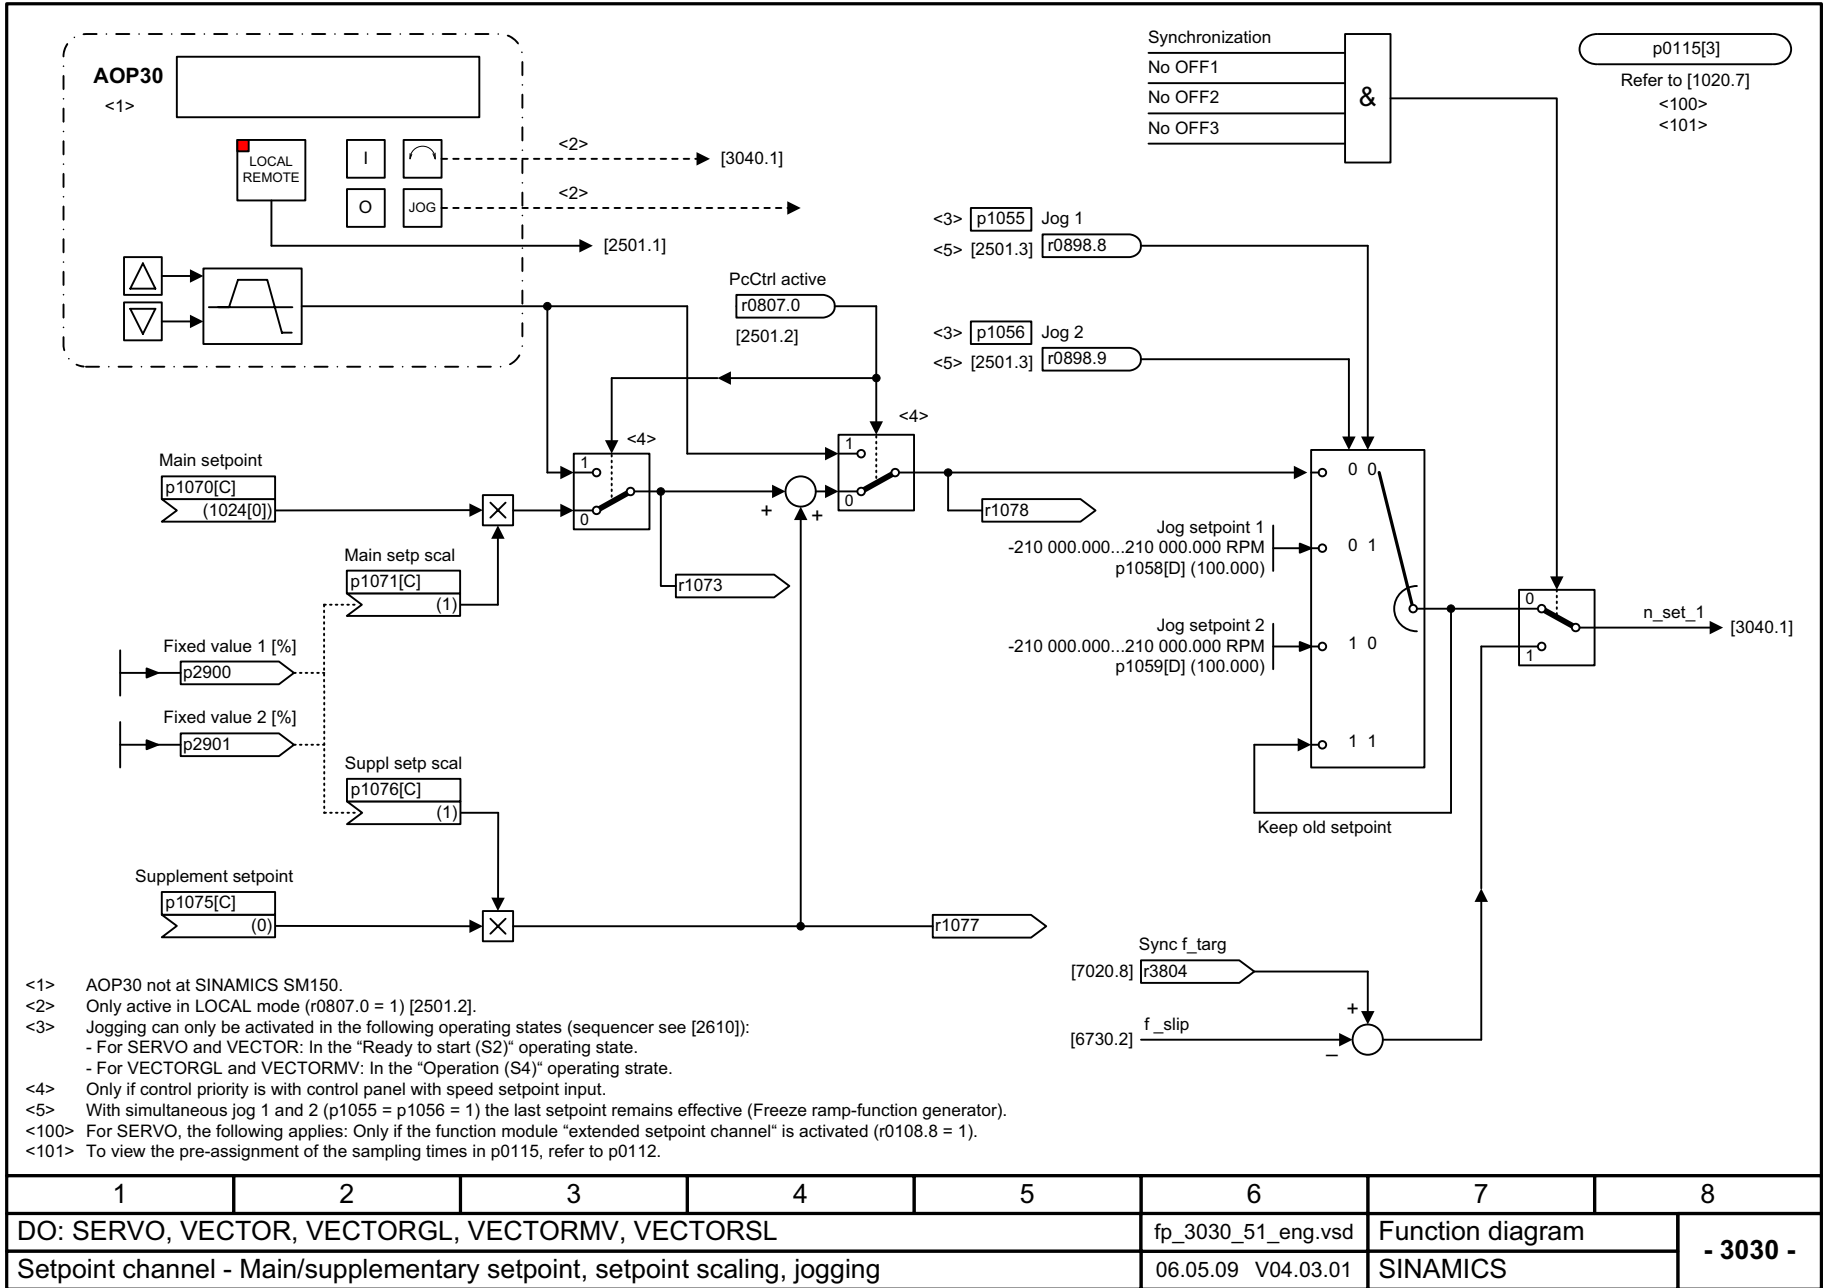 AOP30
<1>
LOCAL
REMOTE
I
O
JOG
<2>
[3040.1]
<2>
[2501.1]
Synchronization
No OFF1
No OFF2
No OFF3
&
p0115[3]
Refer to [1020.7]
<100>
<101>
<3> p1055 Jog 1
<5> [2501.3] r0898.8
PcCtrl active
r0807.0
[2501.2]
<3> p1056 Jog 2
<5> [2501.3] r0898.9
<4>
<4>
Main setpoint
p1070[C]
(1024[0])
1
0
+
+
1
0
r1078
r1073
Main setp scal
p1071[C]
(1)
Fixed value 1 [%]
p2900
Fixed value 2 [%]
p2901
Suppl setp scal
p1076[C]
(1)
Supplement setpoint
p1075[C]
(0)
r1077
0 0
Jog setpoint 1
-210 000.000...210 000.000 RPM
p1058[D] (100.000)
0 1
Jog setpoint 2
-210 000.000...210 000.000 RPM
p1059[D] (100.000)
1 0
1 1
Keep old setpoint
0
1
n_set_1
[3040.1]
Sync f_targ
[7020.8] r3804
+
f _slip
[6730.2]
–
<1> AOP30 not at SINAMICS SM150.
<2> Only active in LOCAL mode (r0807.0 = 1) [2501.2].
<3> Jogging can only be activated in the following operating states (sequencer see [2610]):
- For SERVO and VECTOR: In the “Ready to start (S2)“ operating state.
- For VECTORGL and VECTORMV: In the “Operation (S4)“ operating strate.
<4> Only if control priority is with control panel with speed setpoint input.
<5> With simultaneous jog 1 and 2 (p1055 = p1056 = 1) the last setpoint remains effective (Freeze ramp-function generator).
<100> For SERVO, the following applies: Only if the function module “extended setpoint channel“ is activated (r0108.8 = 1).
<101> To view the pre-assignment of the sampling times in p0115, refer to p0112.
1 2 3 4 5 6 7 8
DO: SERVO, VECTOR, VECTORGL, VECTORMV, VECTORSL
fp_3030_51_eng.vsd
Function diagram
- 3030 -
Setpoint channel - Main/supplementary setpoint, setpoint scaling, jogging
06.05.09 V04.03.01
SINAMICS